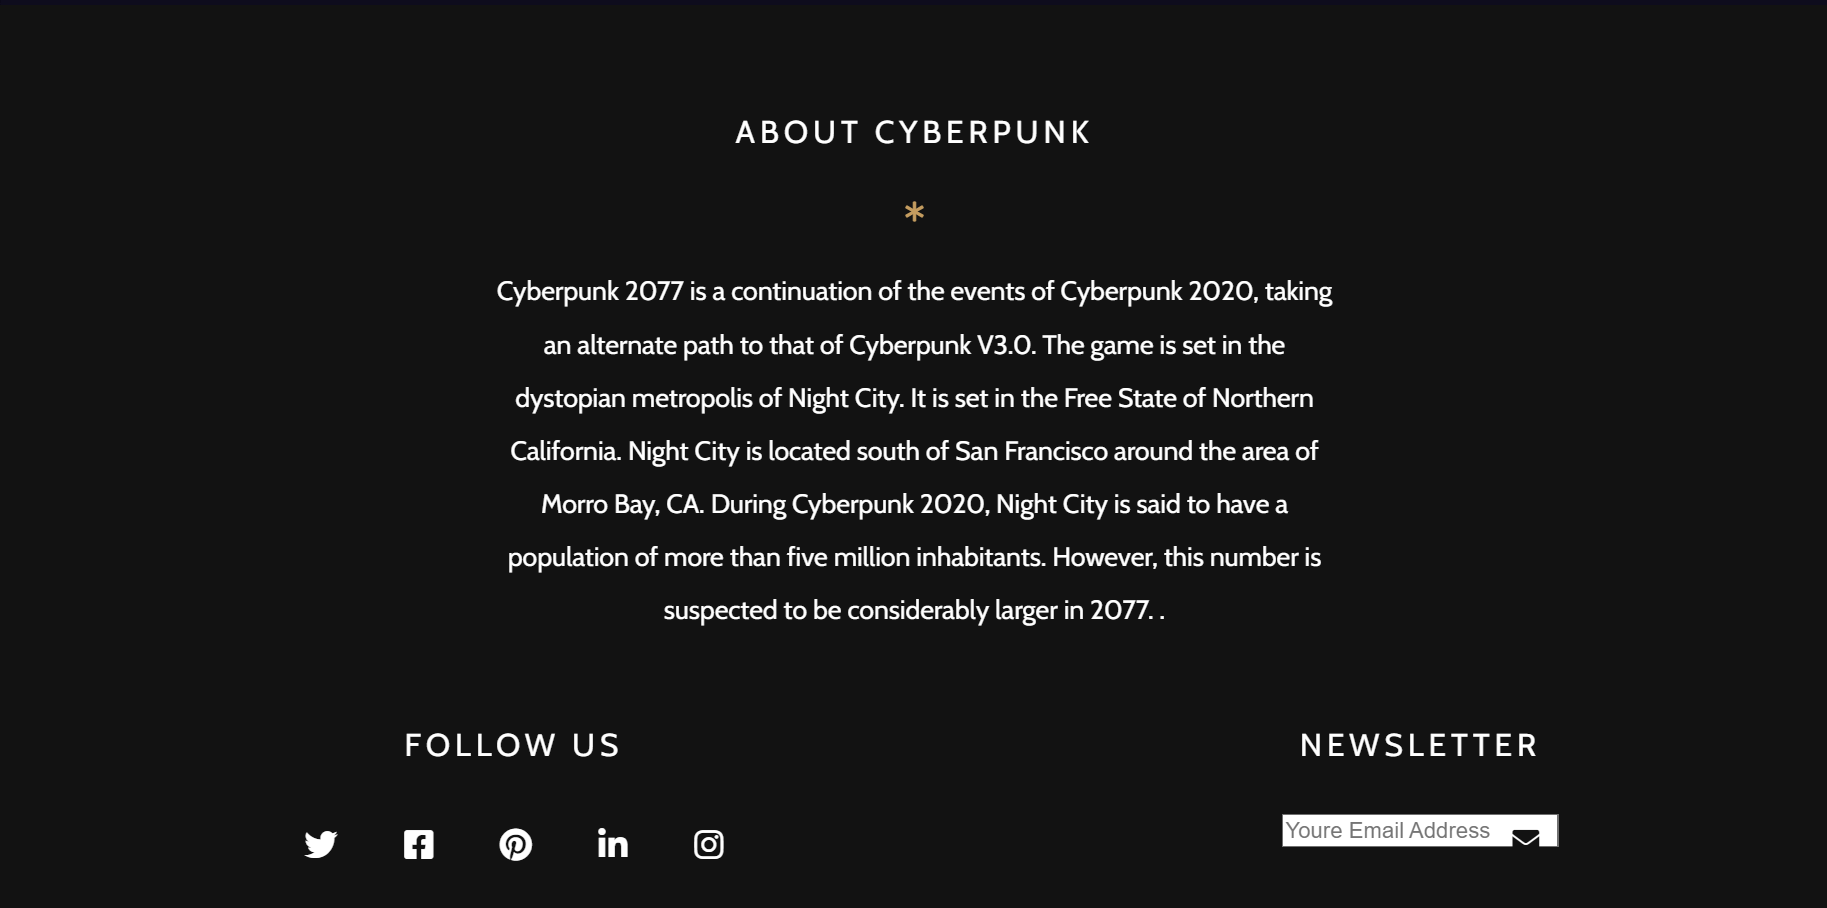 ABOUT CYBERPUNK
*
Cyberpunk 2077 is a continuation of the events of Cyberpunk 2020, taking
an alternate path to that of Cyberpunk V3.0. The game is set in the
dystopian metropolis of Night City. It is set in the Free State of Northern
California. Night City is located south of San Francisco around the area of
Morro Bay, CA. During Cyberpunk 2020, Night City is said to have a
population of more than five million inhabitants. However, this number is
suspected to be considerably larger in 2077. .
FOLLOW US
NEWSLETTER
Youre Email Address